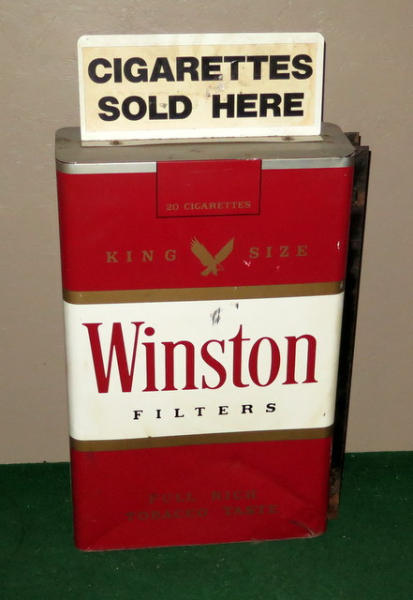 CIGARETTES
SOLD HERE
20 CIGARETTES
KING SIZE
Winston
FILTERS
FULL RICH
TOBACCO TASTE